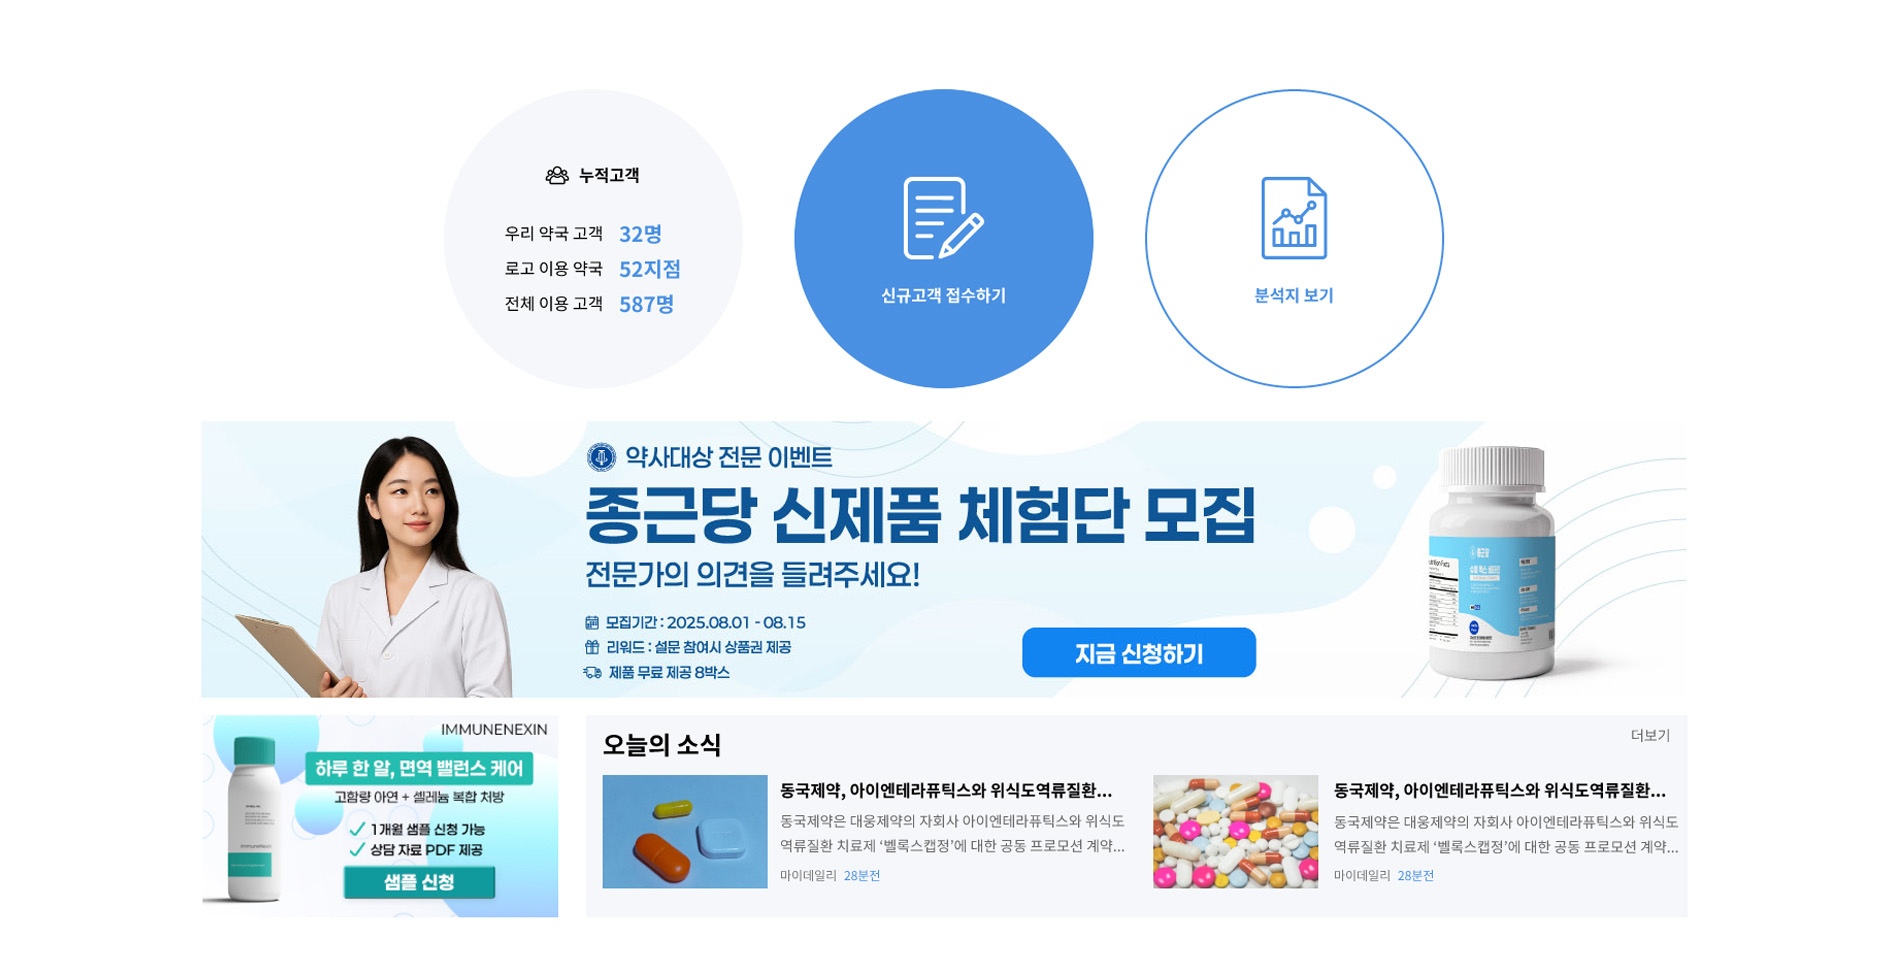 누적고객
우리 약국 고객 32명
로고 이용 약국 52지점
전체 이용 고객 587명
신규고객 접수하기
분석지 보기
약사대상 전문 이벤트
종근당 신제품 체험단 모집
전문가의 의견을 들려주세요!
모집기간 : 2025.08.01 - 08.15
리워드 : 설문 참여시 상품권 제공
제품 무료 제공 8박스
지금 신청하기
IMMUNENEXIN
하루 한 알, 면역 밸런스 케어
고함량 아연 + 셀레늄 복합 처방
1개월 샘플 신청 가능
상담 자료 PDF 제공
샘플 신청
오늘의 소식
더보기
동국제약, 아이엔테라퓨틱스와 위식도역류질환...
동국제약은 대웅제약의 자회사 아이엔테라퓨틱스와 위식도
역류질환 치료제 ‘벨록스캡정’에 대한 공동 프로모션 계약...
마이데일리 28분전
동국제약, 아이엔테라퓨틱스와 위식도역류질환...
동국제약은 대웅제약의 자회사 아이엔테라퓨틱스와 위식도
역류질환 치료제 ‘벨록스캡정’에 대한 공동 프로모션 계약...
마이데일리 28분전